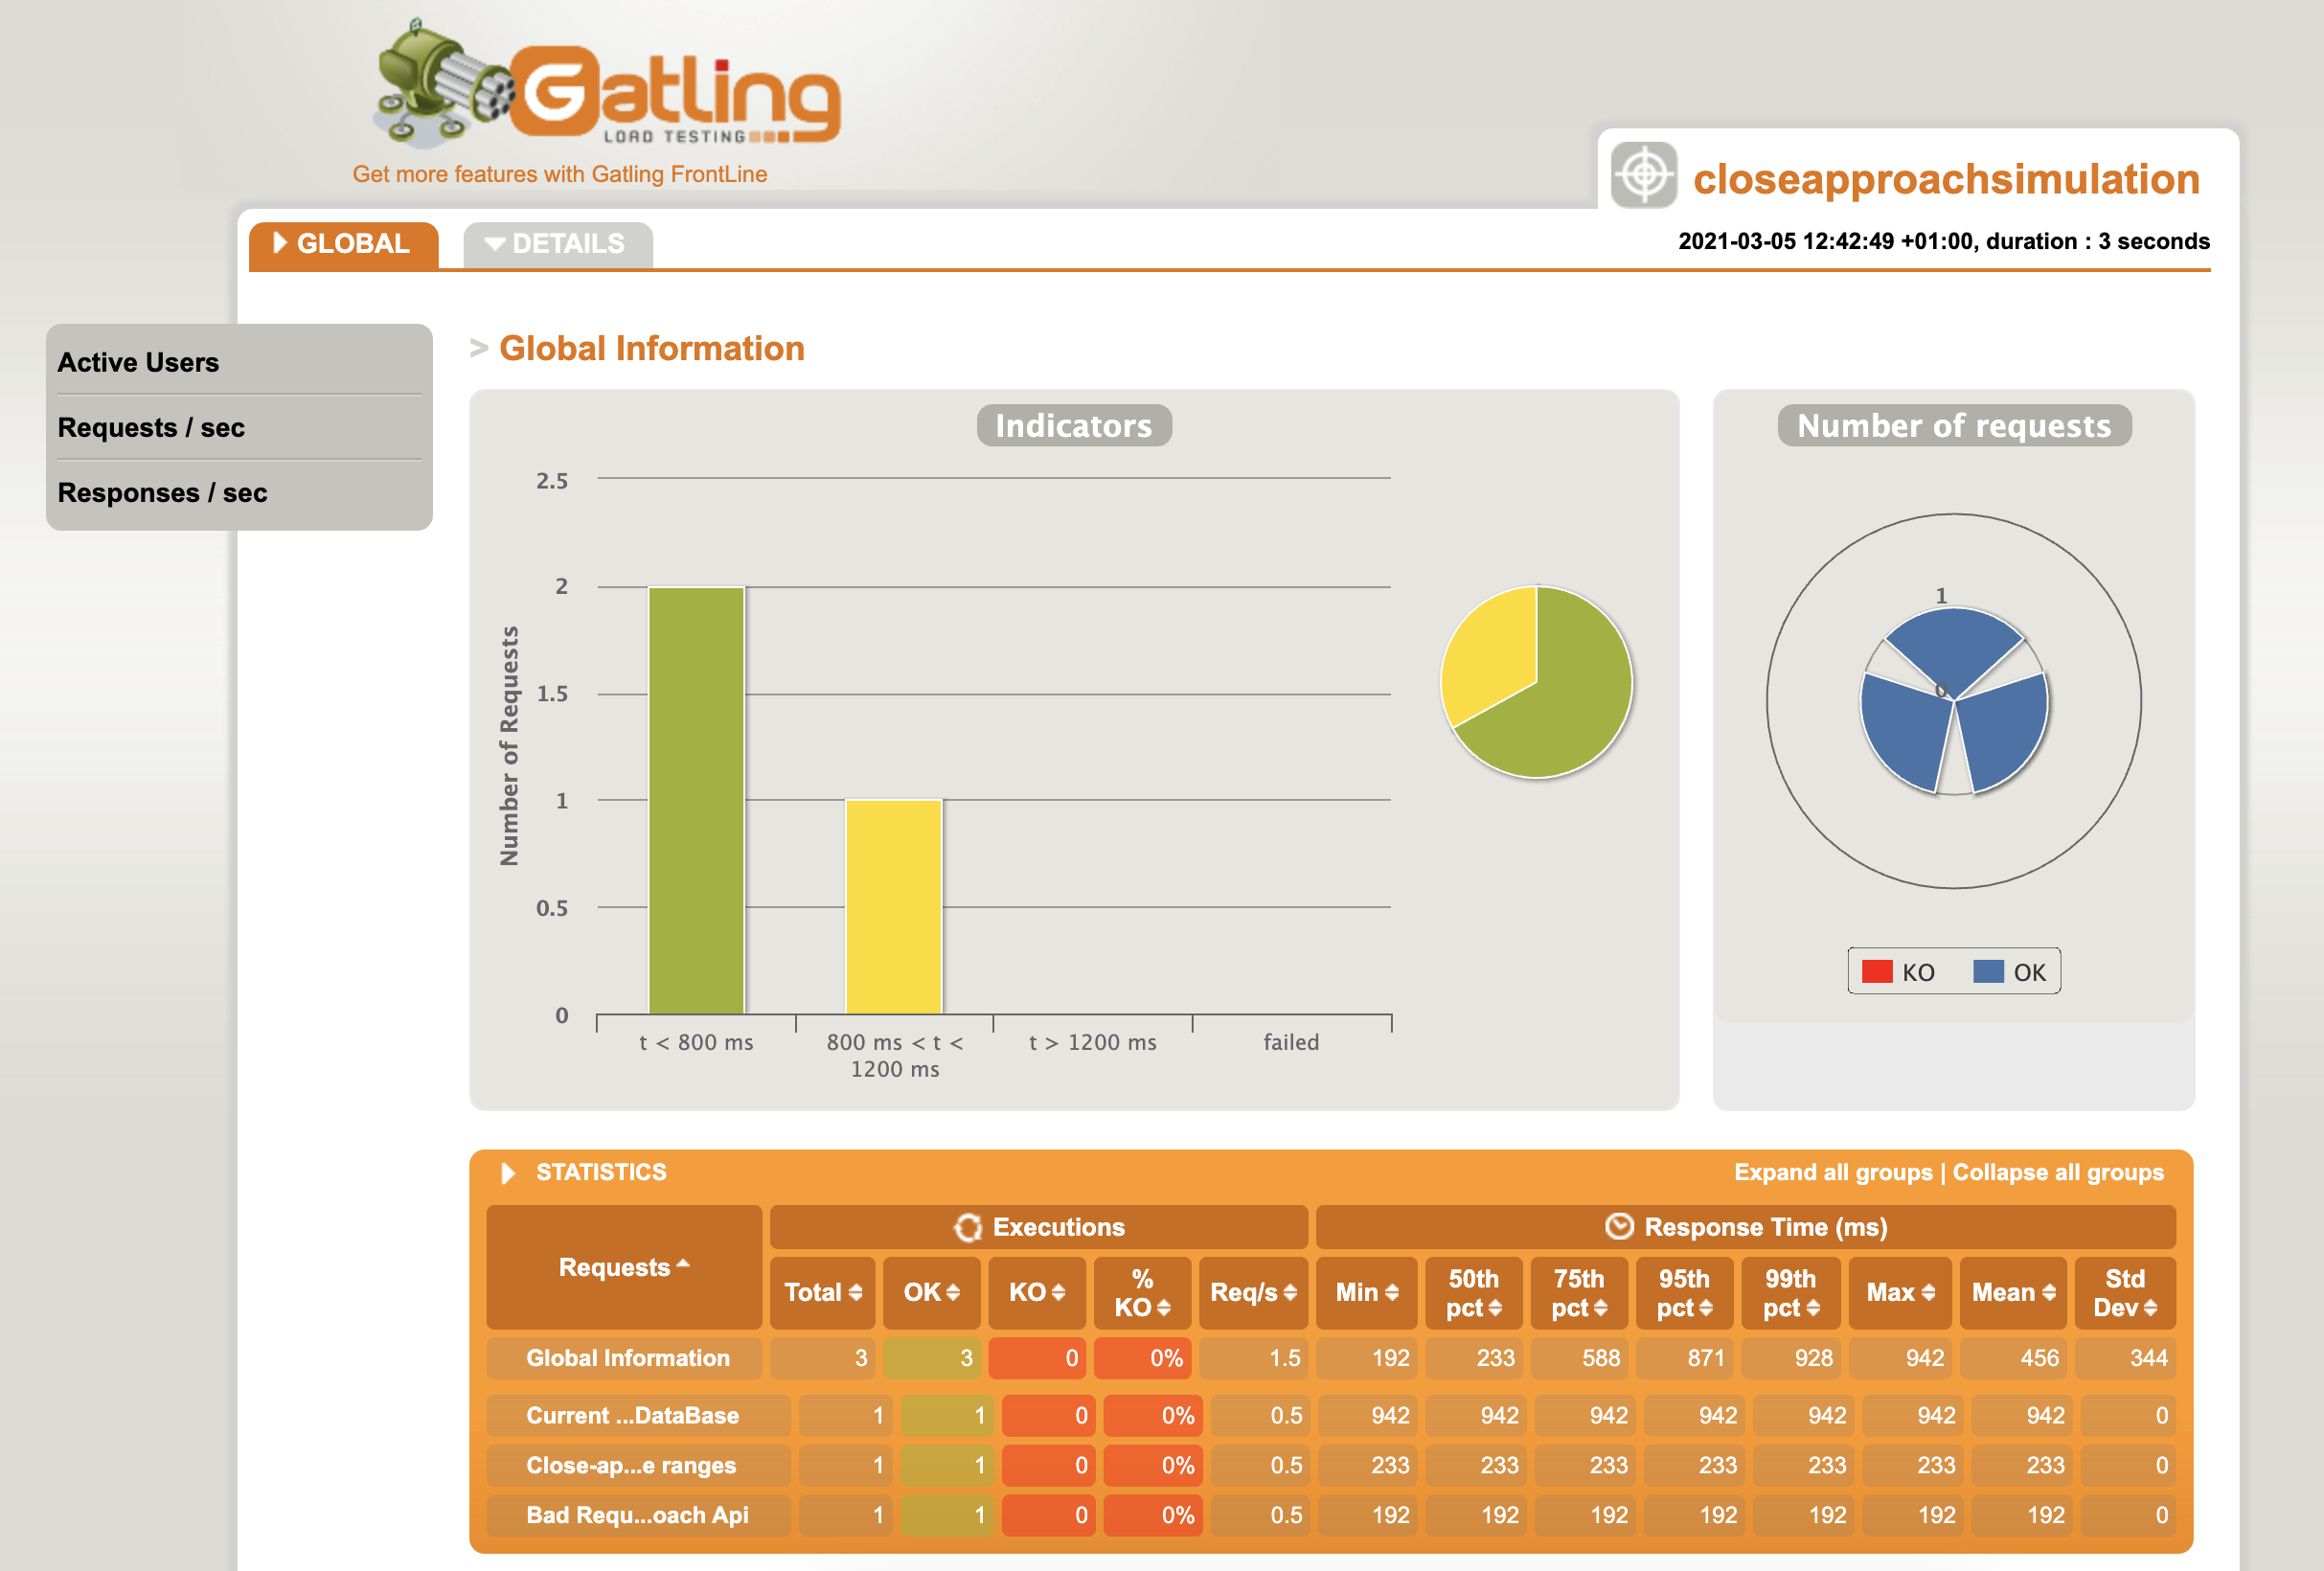 Gatling
LOAD TESTING
Get more features with Gatling FrontLine
closeapproachsimulation
GLOBAL
DETAILS
2021-03-05 12:42:49 +01:00, duration : 3 seconds
Active Users
Requests / sec
Responses / sec
> Global Information
Indicators
Number of Requests
2.5
2
1.5
1
0.5
0
t < 800 ms
800 ms < t <
1200 ms
t > 1200 ms
failed
Number of requests
1
0
KO
OK
STATISTICS
Expand all groups | Collapse all groups
Requests
Executions
Response Time (ms)
Total OK KO % KO Req/s Min 50th pct 75th pct 95th pct 99th pct Max Mean Std Dev
Global Information 3 3 0 0% 1.5 192 233 588 871 928 942 456 344
Current ...DataBase 1 1 0 0% 0.5 942 942 942 942 942 942 942 0
Close-ap...e ranges 1 1 0 0% 0.5 233 233 233 233 233 233 233 0
Bad Requ...oach Api 1 1 0 0% 0.5 192 192 192 192 192 192 192 0